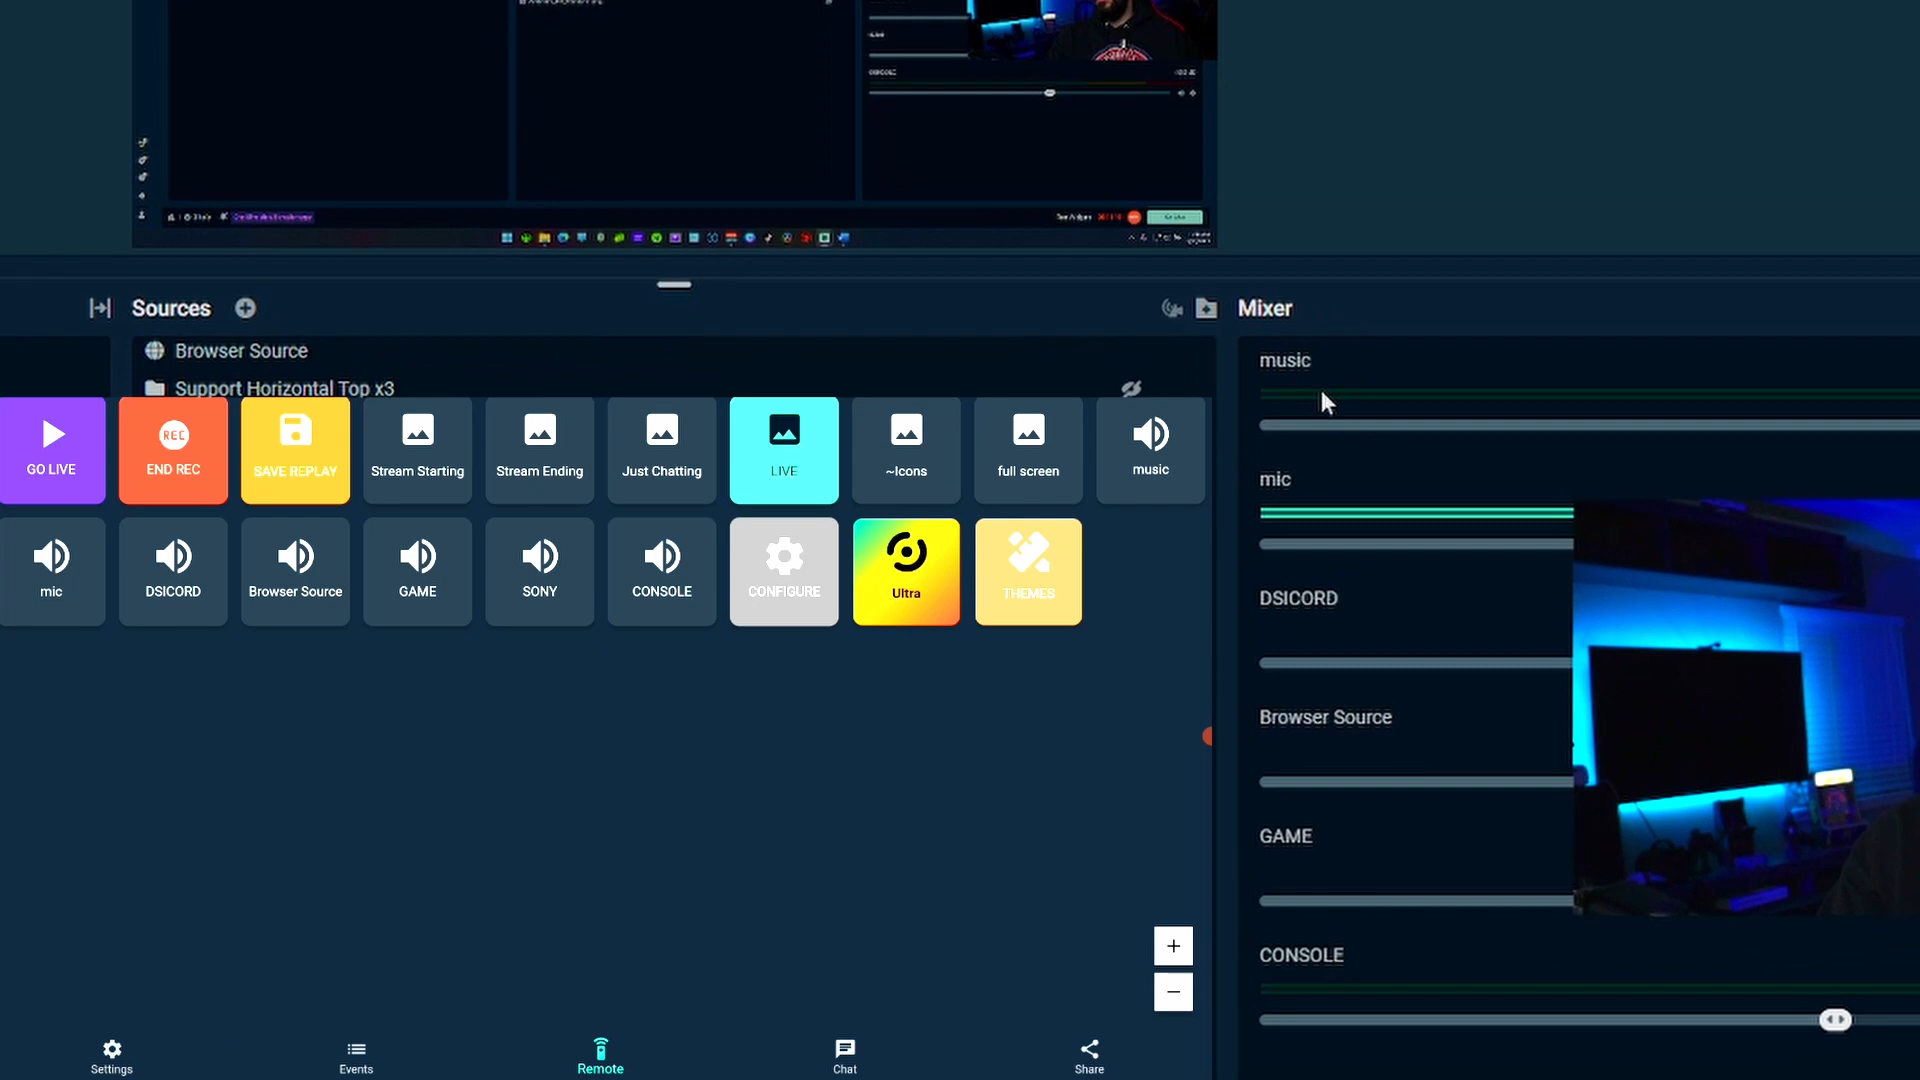 CONSOLE
Sources
Mixer
Browser Source
Support Horizontal Top x3
music
GO LIVE
REC
END REC
SAVE REPLAY
Stream Starting
Stream Ending
Just Chatting
LIVE
~Icons
full screen
music
mic
mic
DSICORD
Browser Source
GAME
SONY
CONSOLE
CONFIGURE
Ultra
THEMES
DSICORD
Browser Source
GAME
CONSOLE
Settings
Events
Remote
Chat
Share